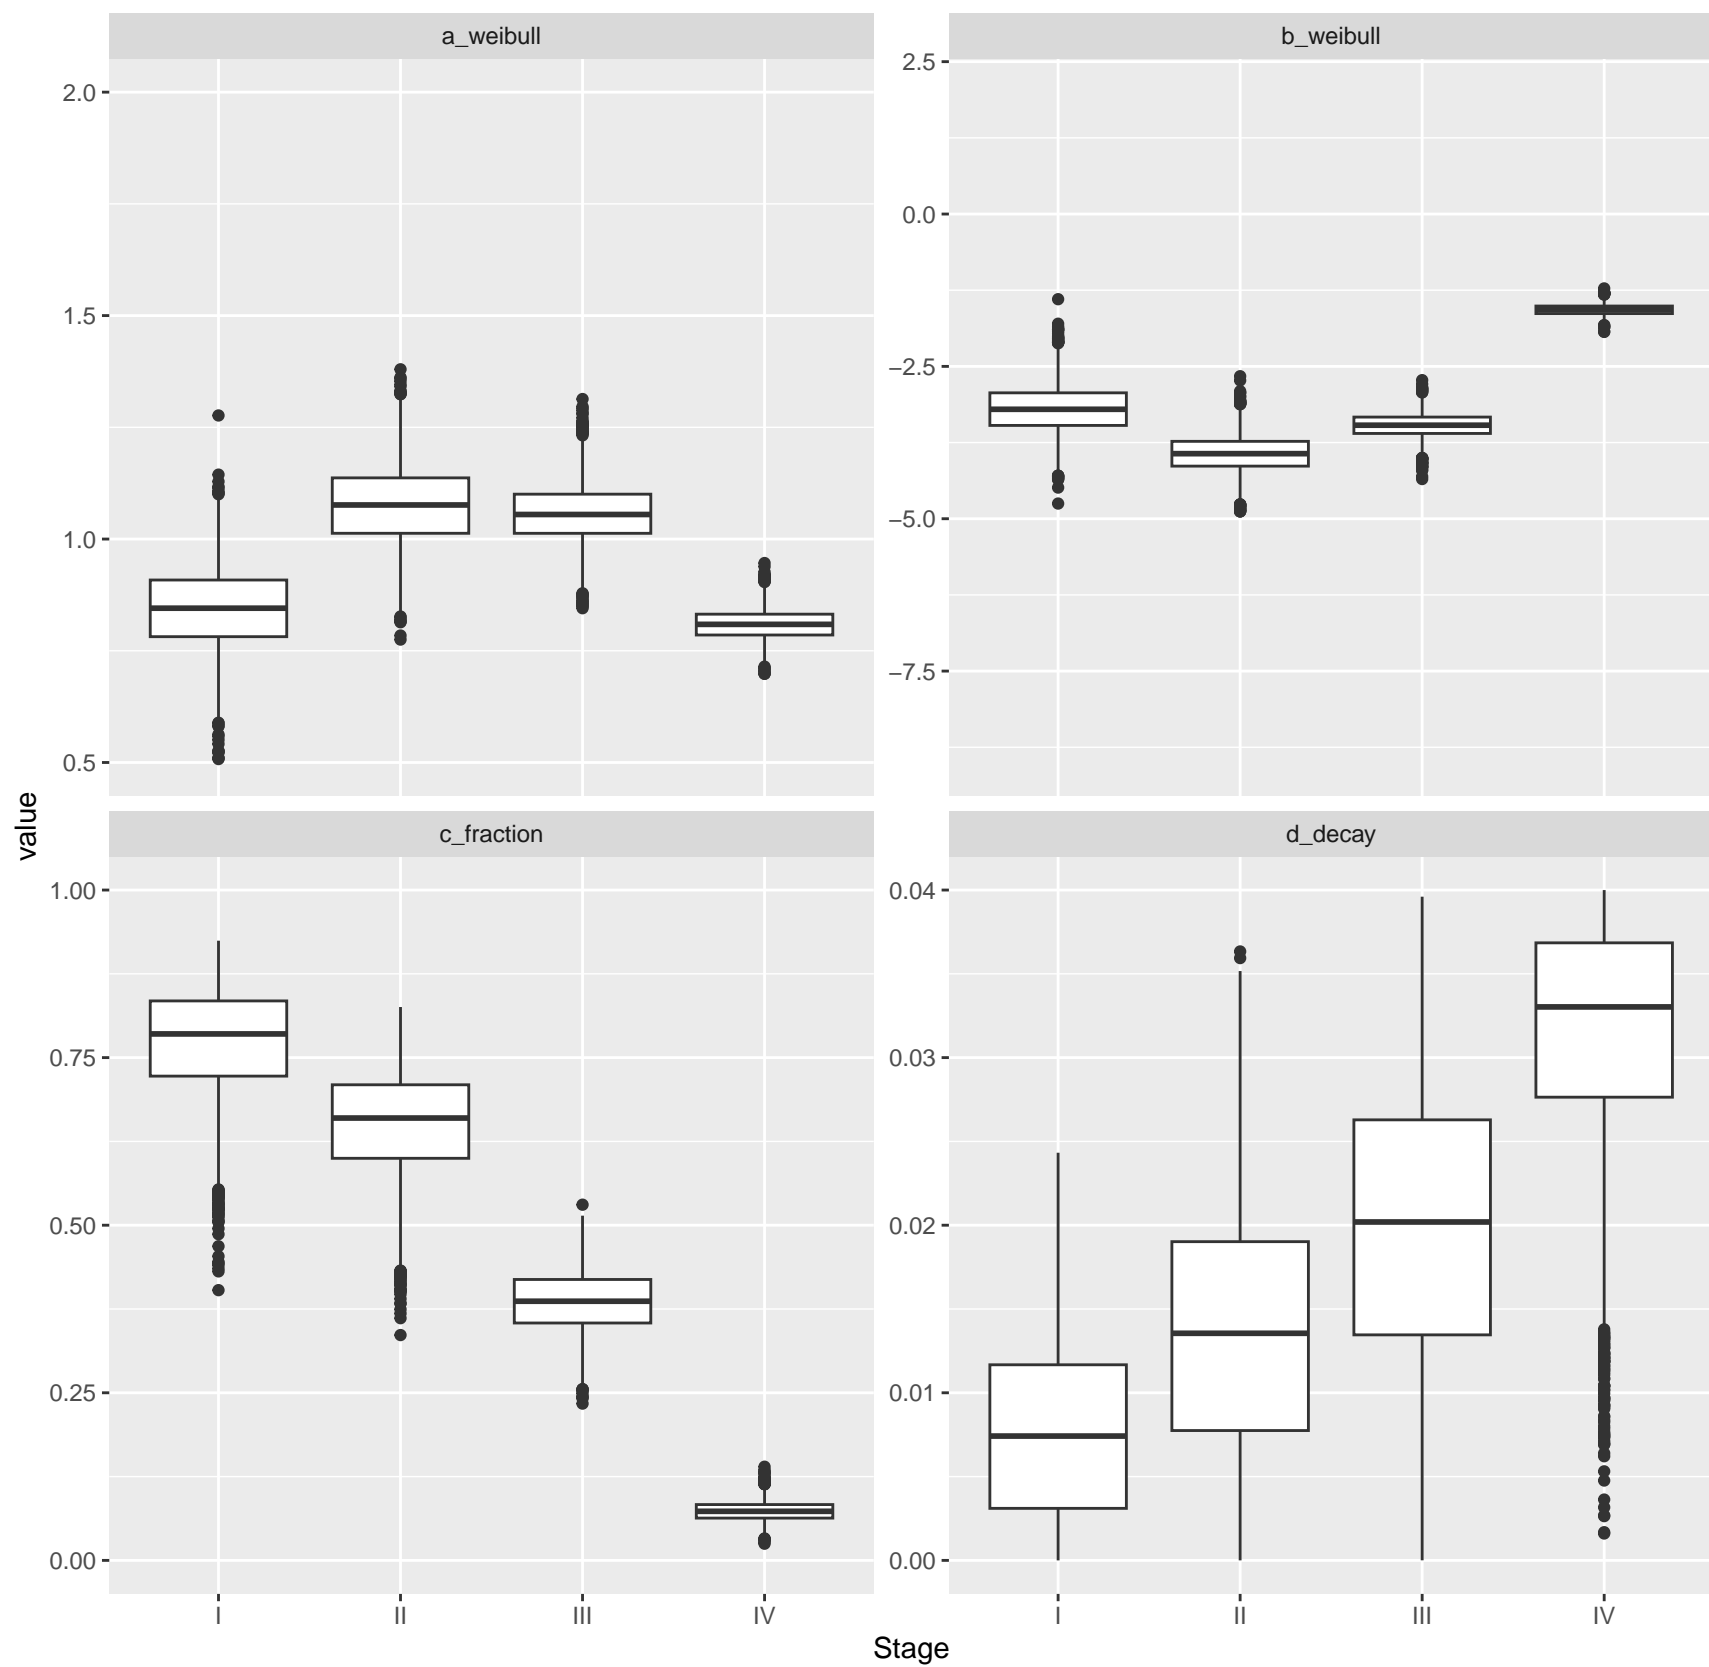 a_weibull
2.0
1.5
1.0
0.5
b_weibull
2.5
0.0
−2.5
−5.0
−7.5
c_fraction
1.00
0.75
0.50
0.25
0.00
I II III IV
d_decay
0.04
0.03
0.02
0.01
0.00
I II III IV
Stage
value